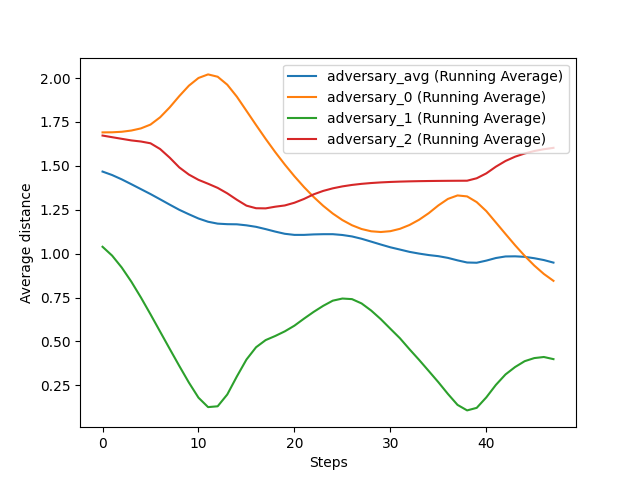 adversary_avg (Running Average)
adversary_0 (Running Average)
adversary_1 (Running Average)
adversary_2 (Running Average)
Average distance
2.00
1.75
1.50
1.25
1.00
0.75
0.50
0.25
0 10 20 30 40
Steps